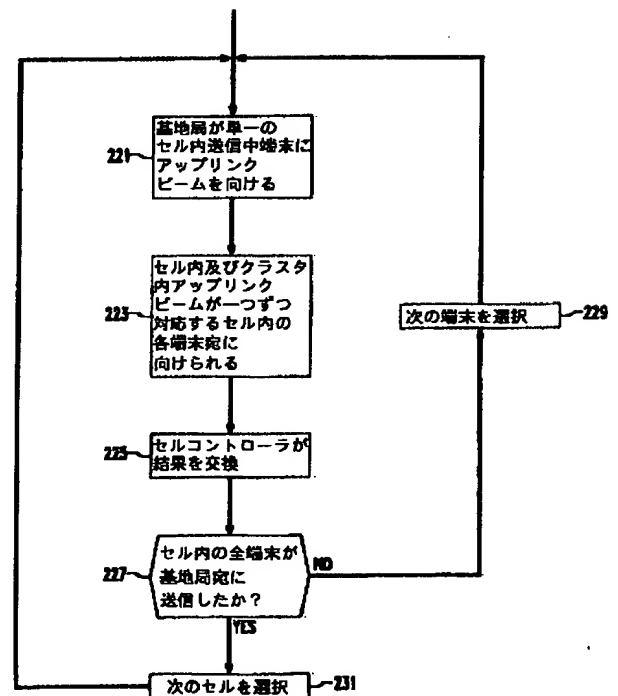 基地局が単一の
セル内送信中端末に
アップリンク
ビームを向ける
221
セル内及びクラスタ
内アップリンク
ビームが一つずつ
対応するセル内の
各端末宛に
向けられる
223
次の端末を選択
229
セルコントローラが
結果を交換
225
セル内の全端末が
基地局宛に
送信したか?
227
NO
YES
次のセルを選択
231